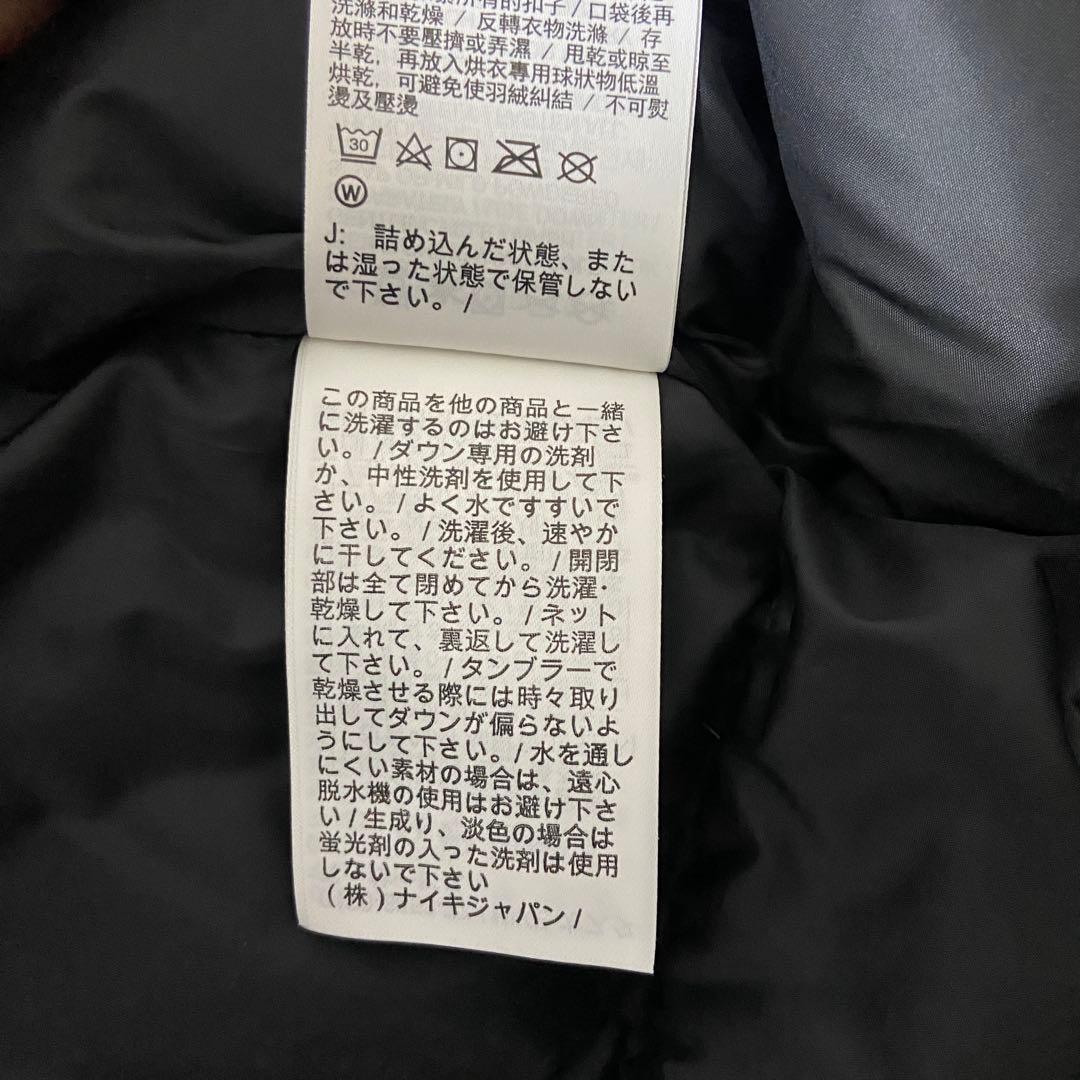 所有的扣子 / 口袋後再
洗滌和乾燥 / 反轉衣物洗滌 / 存
放時不要壓擠或弄濕 / 甩乾或晾至
半乾，再放入烘衣專用球狀物低溫
烘乾，可避免使羽絨糾結 / 不可熨
燙及壓燙
30
W
J: 詰め込んだ状態、また
は湿った状態で保管しない
で下さい。/
この商品を他の商品と一緒
に洗濯するのはお避け下さ
い。/ダウン専用の洗剤
か、中性洗剤を使用して下
さい。/よく水ですすいで
下さい。/洗濯後、速やか
に干してください。/開閉
部は全て閉めてから洗濯・
乾燥して下さい。/ネット
に入れて、裏返して洗濯し
て下さい。/タンブラーで
乾燥させる際には時々取り
出してダウンが偏らないよ
うにして下さい。/水を通し
にくい素材の場合は、遠心
脱水機の使用はお避け下さ
い/生成り、淡色の場合は
蛍光剤の入った洗剤は使用
しないで下さい
(株)ナイキジャパン/